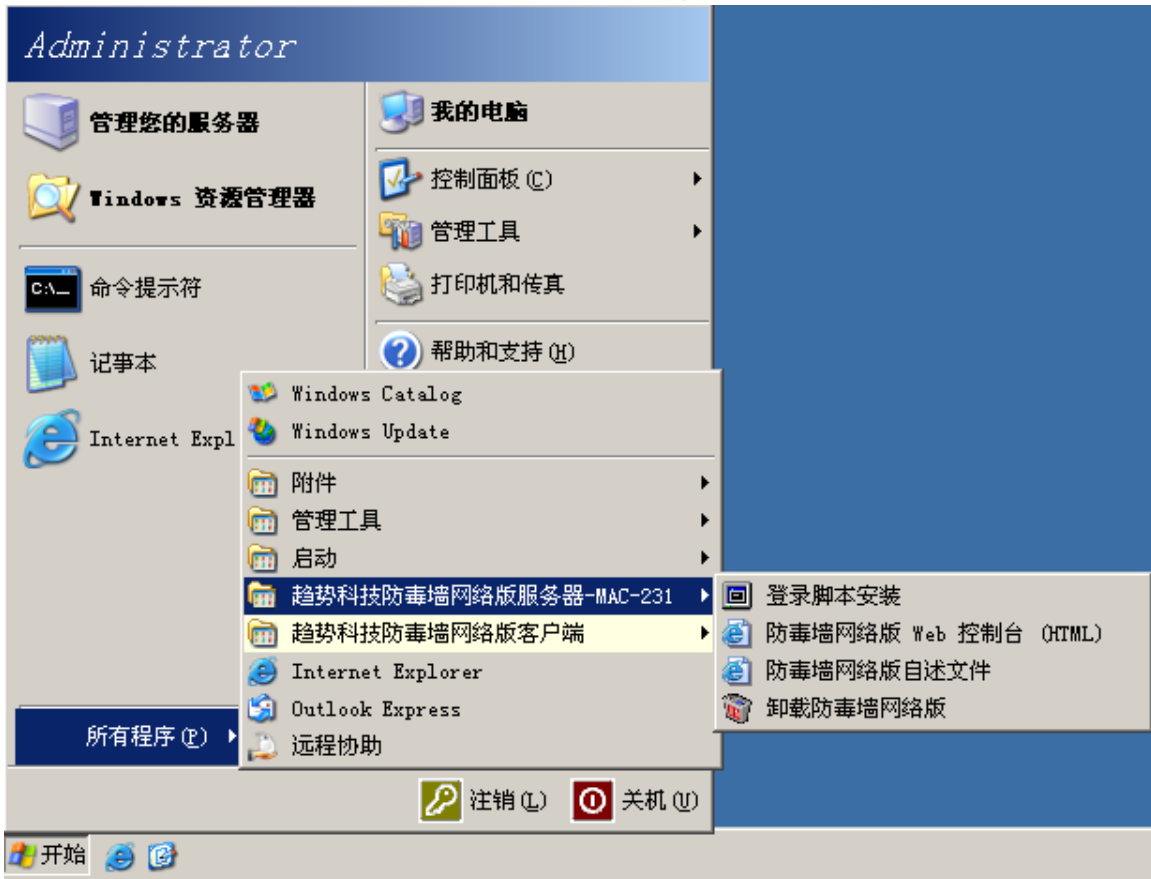 Administrator
管理您的服务器
Windows 资源管理器
命令提示符
记事本
Internet Expl
我的电脑
控制面板(C)
管理工具
打印机和传真
帮助和支持(H)
Windows Catalog
Windows Update
附件
管理工具
启动
趋势科技防毒墙网络版服务器-MAC-231
趋势科技防毒墙网络版客户端
Internet Explorer
Outlook Express
远程协助
登录脚本安装
防毒墙网络版 Web 控制台 (HTML)
防毒墙网络版自述文件
卸载防毒墙网络版
所有程序(P)
注销(L)
关机(U)
开始
C:\_